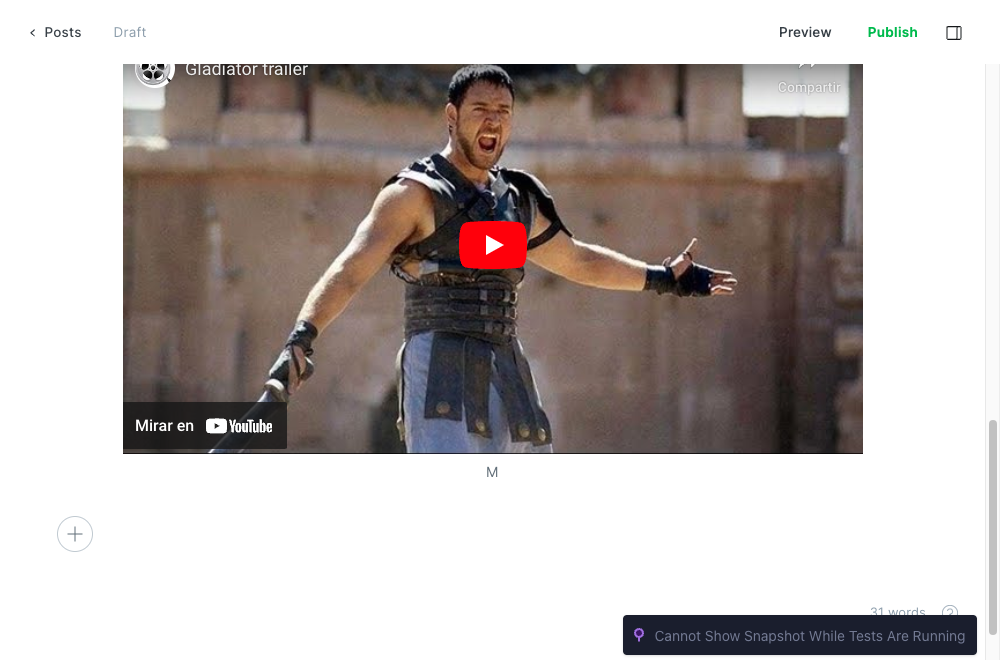 Posts
Draft
Preview
Publish
Gladiator trailer
Compartir
Mirar en YouTube
M
31 words
?
Cannot Show Snapshot While Tests Are Running